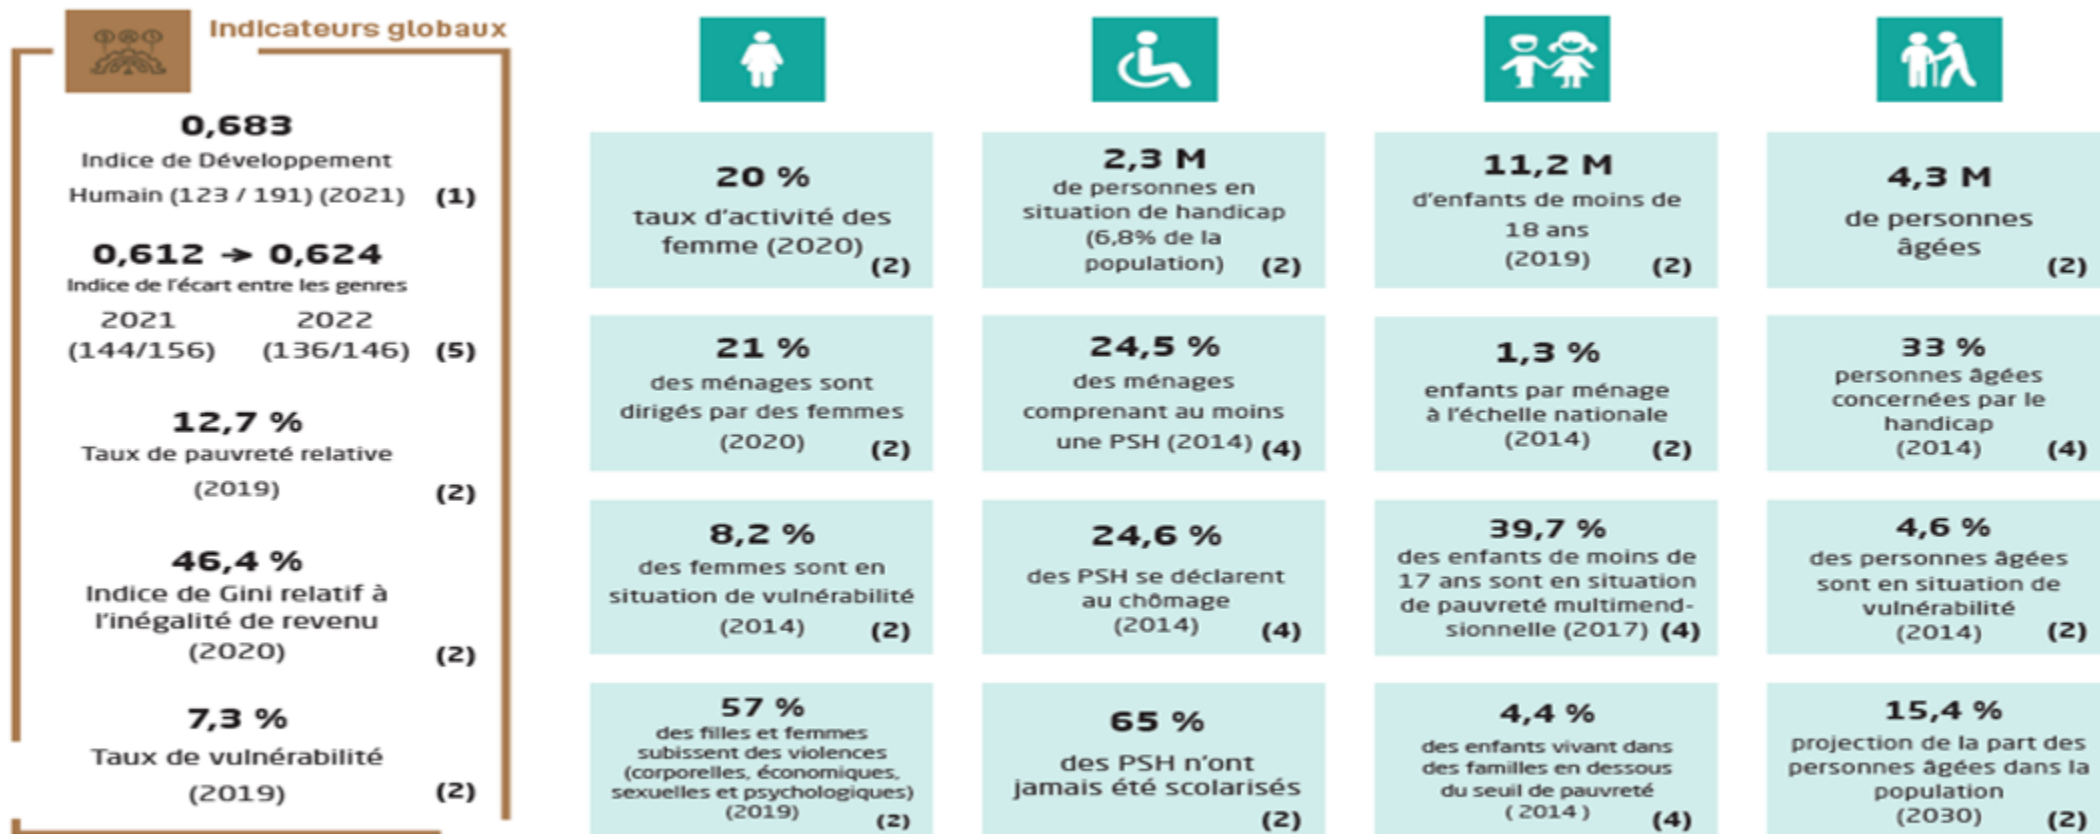 Indicateurs globaux
0,683
Indice de Développement
Humain (123 / 191) (2021) (1)
0,612 → 0,624
Indice de l'écart entre les genres
2021 2022
(144/156) (136/146) (5)
12,7 %
Taux de pauvreté relative
(2019) (2)
46,4 %
Indice de Gini relatif à
l'inégalité de revenu
(2020) (2)
7,3 %
Taux de vulnérabilité
(2019) (2)
20 %
taux d'activité des
femme (2020) (2)
21 %
des ménages sont
dirigés par des femmes
(2020) (2)
8,2 %
des femmes sont en
situation de vulnérabilité
(2014) (2)
57 %
des filles et femmes
subissent des violences
(corporelles, économiques,
sexuelles et psychologiques)
(2019) (2)
2,3 M
de personnes en
situation de handicap
(6,8% de la
population) (2)
24,5 %
des ménages
comprenant au moins
une PSH (2014) (4)
24,6 %
des PSH se déclarent
au chômage
(2014) (4)
65 %
des PSH n'ont
jamais été scolarisés
(2)
11,2 M
d'enfants de moins de
18 ans
(2019) (2)
1,3 %
enfants par ménage
à l'échelle nationale
(2014) (2)
39,7 %
des enfants de moins de
17 ans sont en situation
de pauvreté multimend-
sionnelle (2017) (4)
4,4 %
des enfants vivant dans
des familles en dessous
du seuil de pauvreté
( 2014 ) (4)
4,3 M
de personnes
âgées
(2)
33 %
personnes âgées
concernées par le
handicap
(2014) (4)
4,6 %
des personnes âgées
sont en situation de
vulnérabilité
(2014) (2)
15,4 %
projection de la part des
personnes âgées dans la
population
(2030) (2)